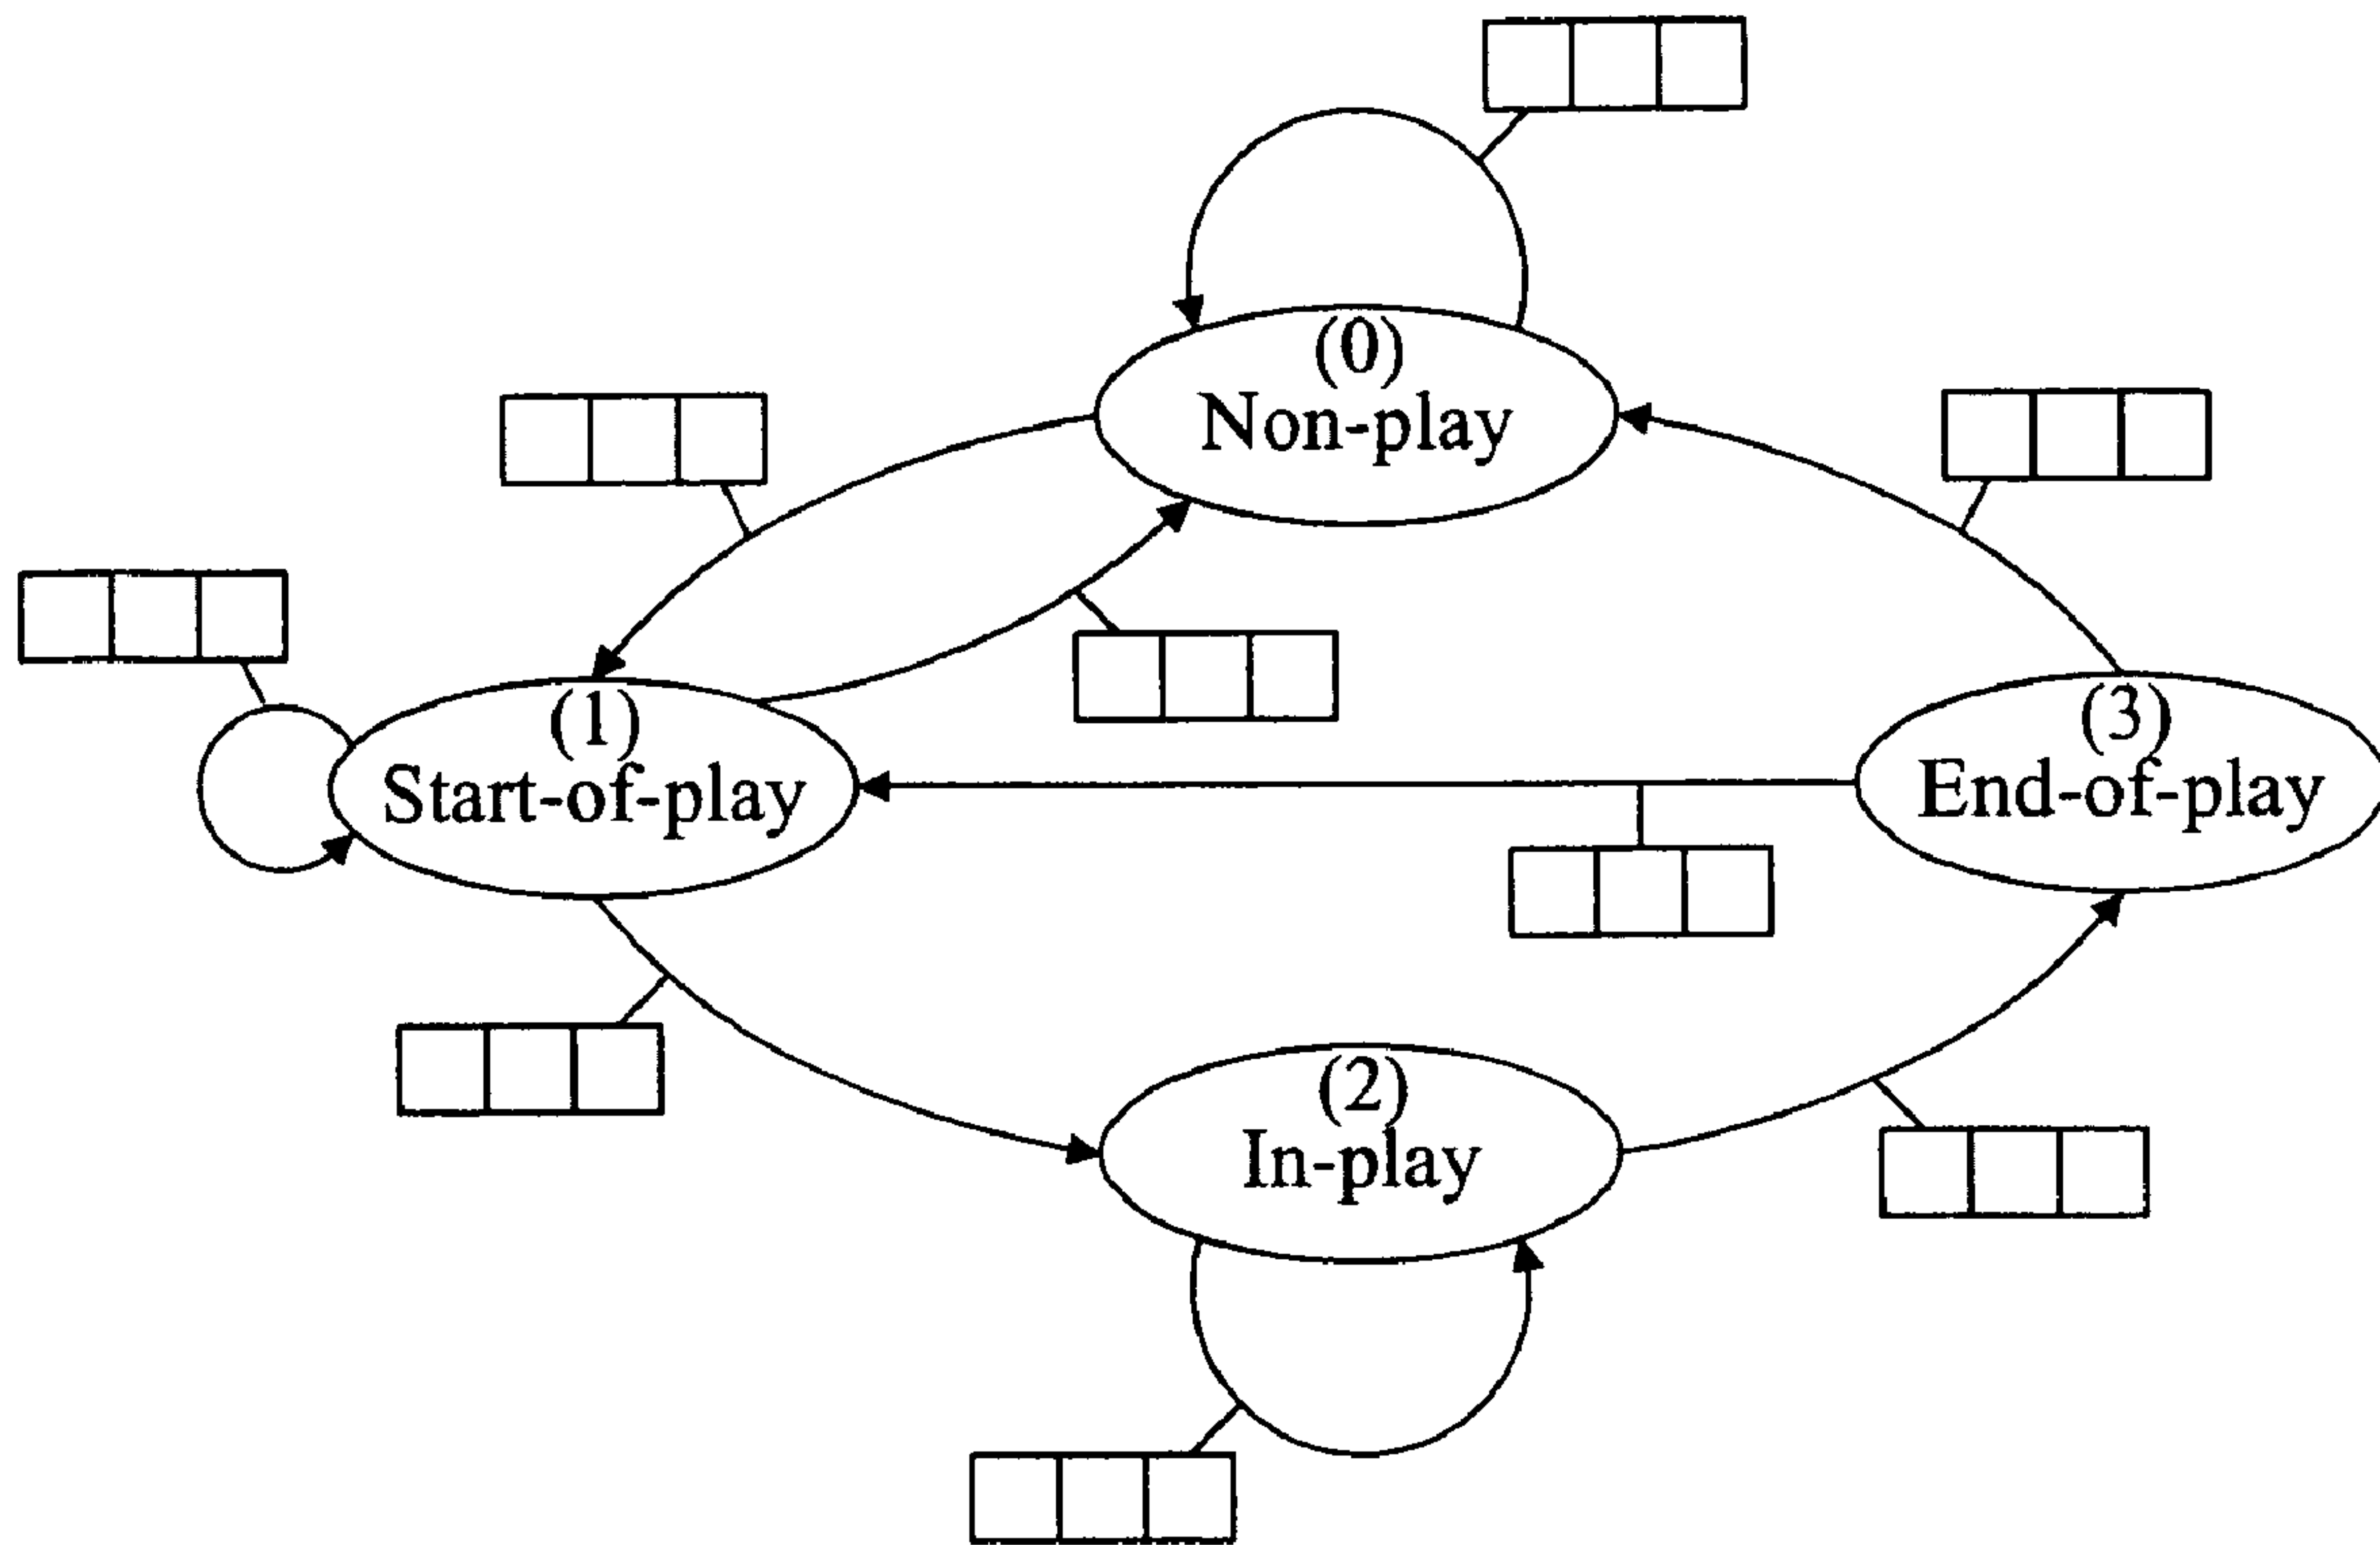 (0)
Non-play
(1)
Start-of-play
(3)
End-of-play
(2)
In-play